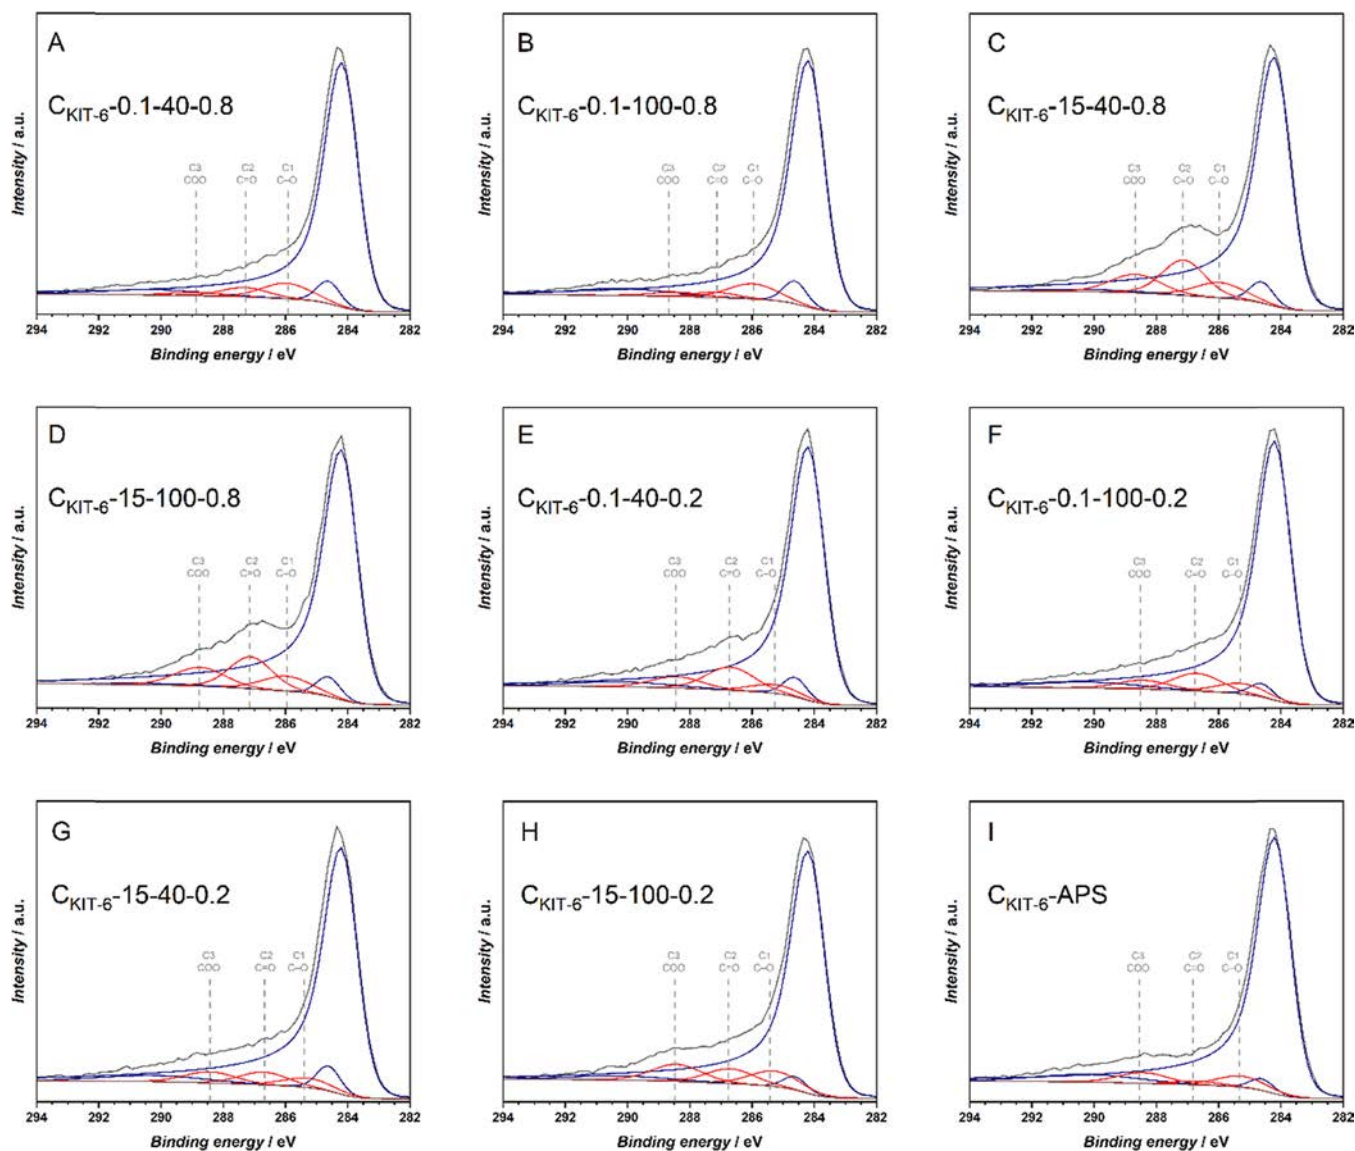 A
C_KIT-6-0.1-40-0.8
C3 C2 C1
COO C=O C–O
Intensity / a.u.
294 292 290 288 286 284 282
Binding energy / eV
B
C_KIT-6-0.1-100-0.8
C3 C2 C1
COO C=O C–O
Intensity / a.u.
294 292 290 288 286 284 282
Binding energy / eV
C
C_KIT-6-15-40-0.8
C3 C2 C1
COO C=O C–O
Intensity / a.u.
294 292 290 288 286 284 282
Binding energy / eV
D
C_KIT-6-15-100-0.8
C3 C2 C1
COO C=O C–O
Intensity / a.u.
294 292 290 288 286 284 282
Binding energy / eV
E
C_KIT-6-0.1-40-0.2
C3 C2 C1
COO C=O C–O
Intensity / a.u.
294 292 290 288 286 284 282
Binding energy / eV
F
C_KIT-6-0.1-100-0.2
C3 C2 C1
COO C=O C–O
Intensity / a.u.
294 292 290 288 286 284 282
Binding energy / eV
G
C_KIT-6-15-40-0.2
C3 C2 C1
COO C=O C–O
Intensity / a.u.
294 292 290 288 286 284 282
Binding energy / eV
H
C_KIT-6-15-100-0.2
C3 C2 C1
COO C=O C–O
Intensity / a.u.
294 292 290 288 286 284 282
Binding energy / eV
I
C_KIT-6-APS
C3 C2 C1
COO C=O C–O
Intensity / a.u.
294 292 290 288 286 284 282
Binding energy / eV